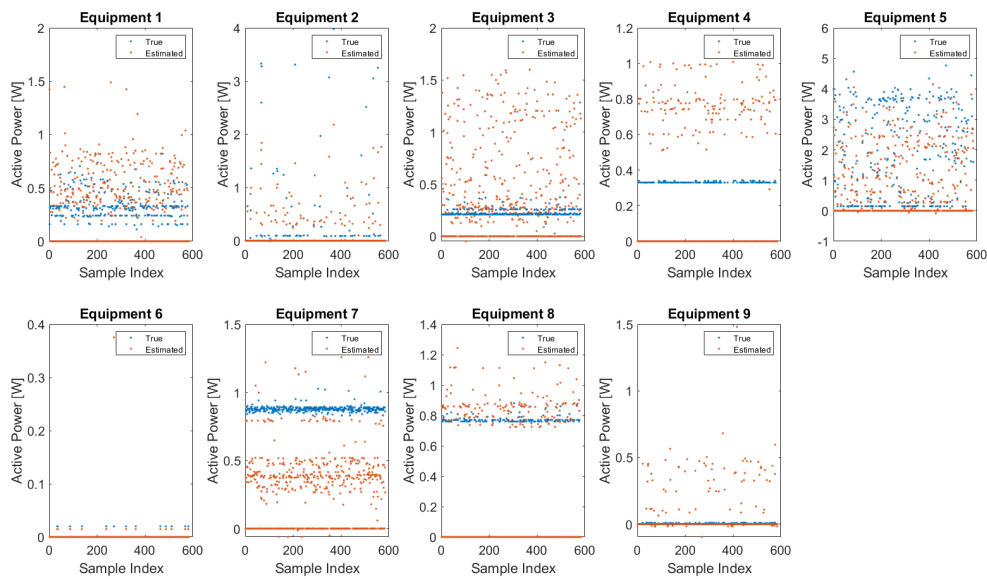 Equipment 1
Equipment 2
Equipment 3
Equipment 4
Equipment 5
2
1.5
1
0.5
0
Active Power [W]
0
200
400
600
Sample Index
True
Estimated
4
3
2
1
0
Active Power [W]
0
200
400
600
Sample Index
True
Estimated
2
1.5
1
0.5
0
Active Power [W]
0
200
400
600
Sample Index
True
Estimated
1.2
1
0.8
0.6
0.4
0.2
0
Active Power [W]
0
200
400
600
Sample Index
True
Estimated
6
5
4
3
2
1
0
-1
Active Power [W]
0
200
400
600
Sample Index
True
Estimated
Equipment 6
Equipment 7
Equipment 8
Equipment 9
0.4
0.3
0.2
0.1
0
Active Power [W]
0
200
400
600
Sample Index
True
Estimated
1.5
1
0.5
0
Active Power [W]
0
200
400
600
Sample Index
True
Estimated
1.4
1.2
1
0.8
0.6
0.4
0.2
0
Active Power [W]
0
200
400
600
Sample Index
True
Estimated
1.5
1
0.5
0
Active Power [W]
0
200
400
600
Sample Index
True
Estimated